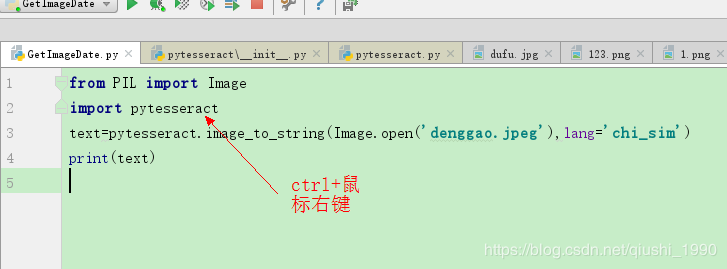 GetImageDate
GetImageDate.py pytesseract\__init__.py pytesseract.py dufu.jpg 123.png 1.png
1 from PIL import Image
2 import pytesseract
3 text=pytesseract.image_to_string(Image.open('denggao.jpeg'),lang='chi_sim')
4 print(text)
5
ctrl+鼠
标右键
https://blog.csdn.net/qiushi_1990